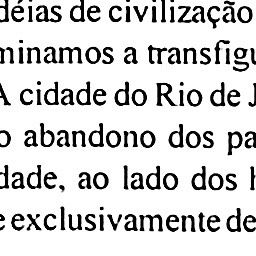 déias de civilização
minamos a transfigu
A cidade do Rio de J
o abandono dos pa
dade, ao lado dos h
e exclusivamente de